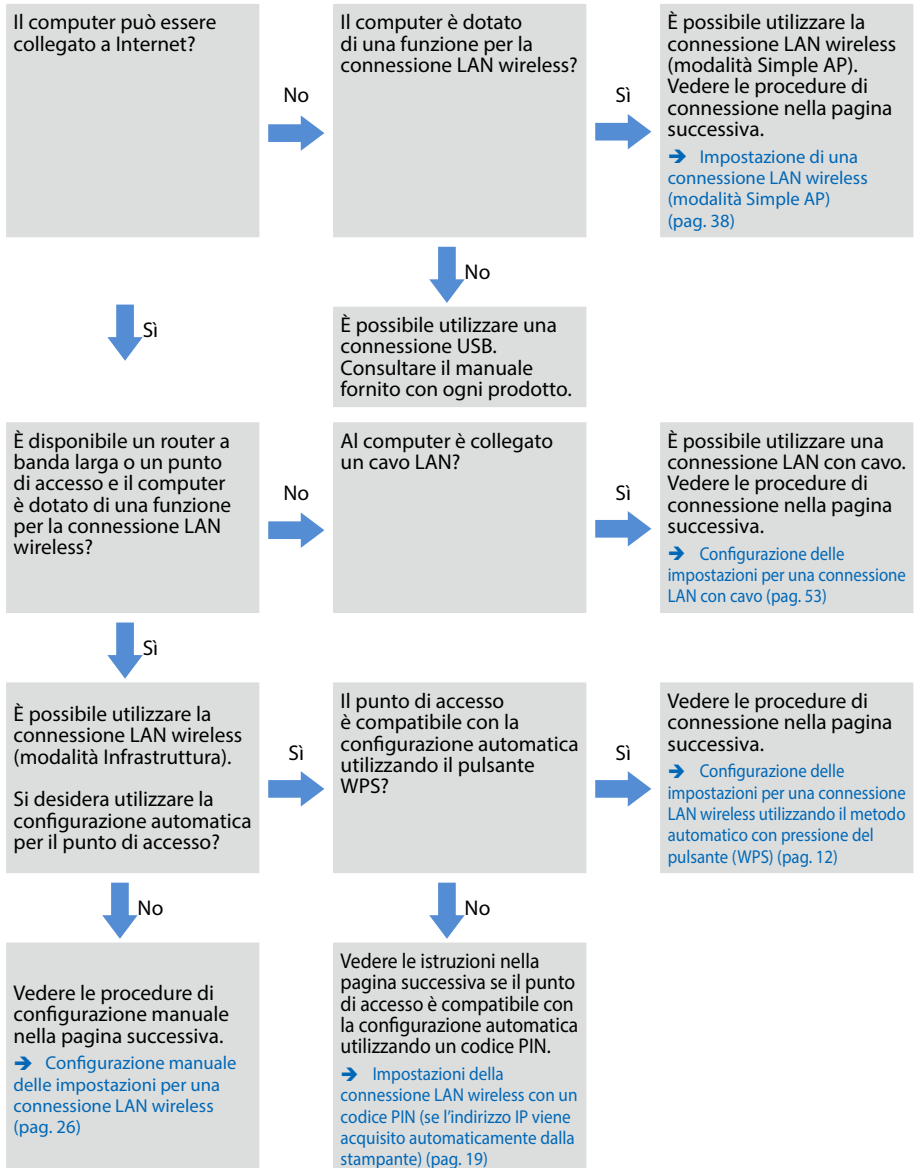 Il computer può essere
collegato a Internet?
No
Il computer è dotato
di una funzione per la
connessione LAN wireless?
Sì
È possibile utilizzare la
connessione LAN wireless
(modalità Simple AP).
Vedere le procedure di
connessione nella pagina
successiva.
➔ Impostazione di una
connessione LAN wireless
(modalità Simple AP)
(pag. 38)
Sì
No
È possibile utilizzare una
connessione USB.
Consultare il manuale
fornito con ogni prodotto.
È disponibile un router a
banda larga o un punto
di accesso e il computer
è dotato di una funzione
per la connessione LAN
wireless?
No
Al computer è collegato
un cavo LAN?
Sì
È possibile utilizzare una
connessione LAN con cavo.
Vedere le procedure di
connessione nella pagina
successiva.
➔ Configurazione delle
impostazioni per una connessione
LAN con cavo (pag. 53)
Sì
È possibile utilizzare la
connessione LAN wireless
(modalità Infrastruttura).
Si desidera utilizzare la
configurazione automatica
per il punto di accesso?
Sì
Il punto di accesso
è compatibile con la
configurazione automatica
utilizzando il pulsante
WPS?
Sì
Vedere le procedure di
connessione nella pagina
successiva.
➔ Configurazione delle
impostazioni per una connessione
LAN wireless utilizzando il metodo
automatico con pressione del
pulsante (WPS) (pag. 12)
No
No
Vedere le procedure di
configurazione manuale
nella pagina successiva.
➔ Configurazione manuale
delle impostazioni per una
connessione LAN wireless
(pag. 26)
Vedere le istruzioni nella
pagina successiva se il punto
di accesso è compatibile con
la configurazione automatica
utilizzando un codice PIN.
➔ Impostazioni della
connessione LAN wireless con un
codice PIN (se l'indirizzo IP viene
acquisito automaticamente dalla
stampante) (pag. 19)